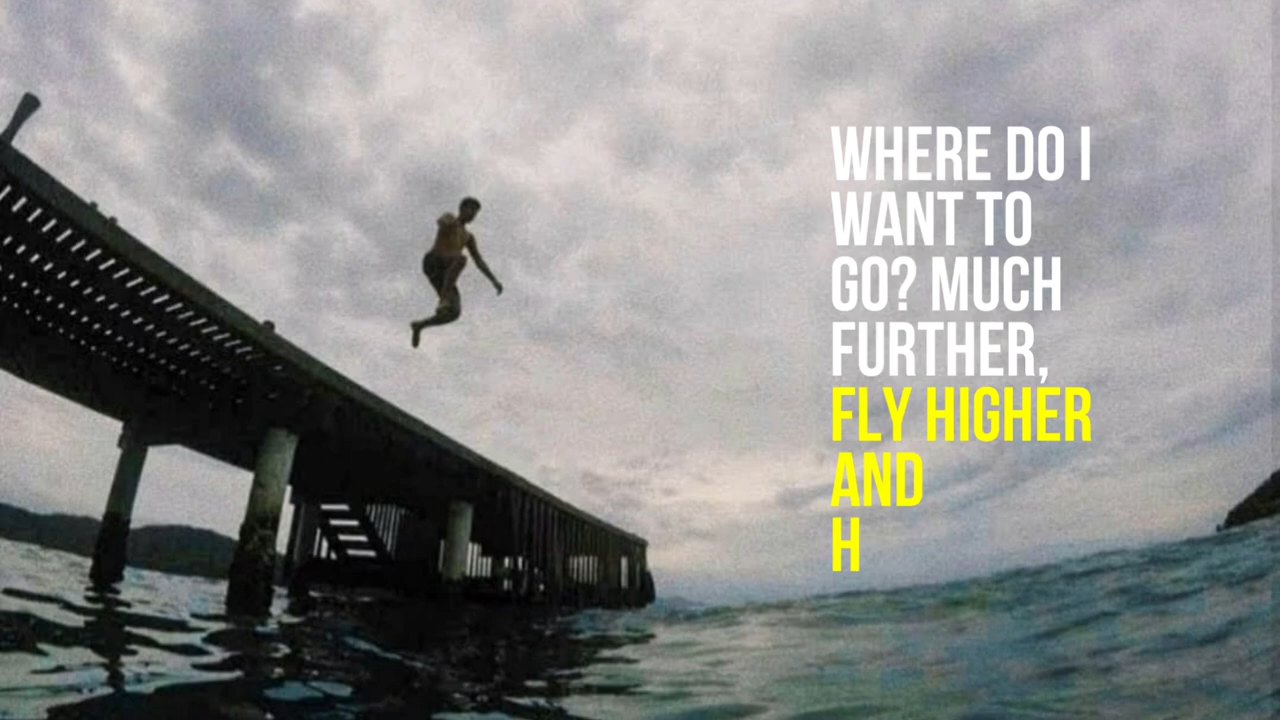 WHERE DO I
WANT TO
GO? MUCH
FURTHER,
FLY HIGHER
AND
H